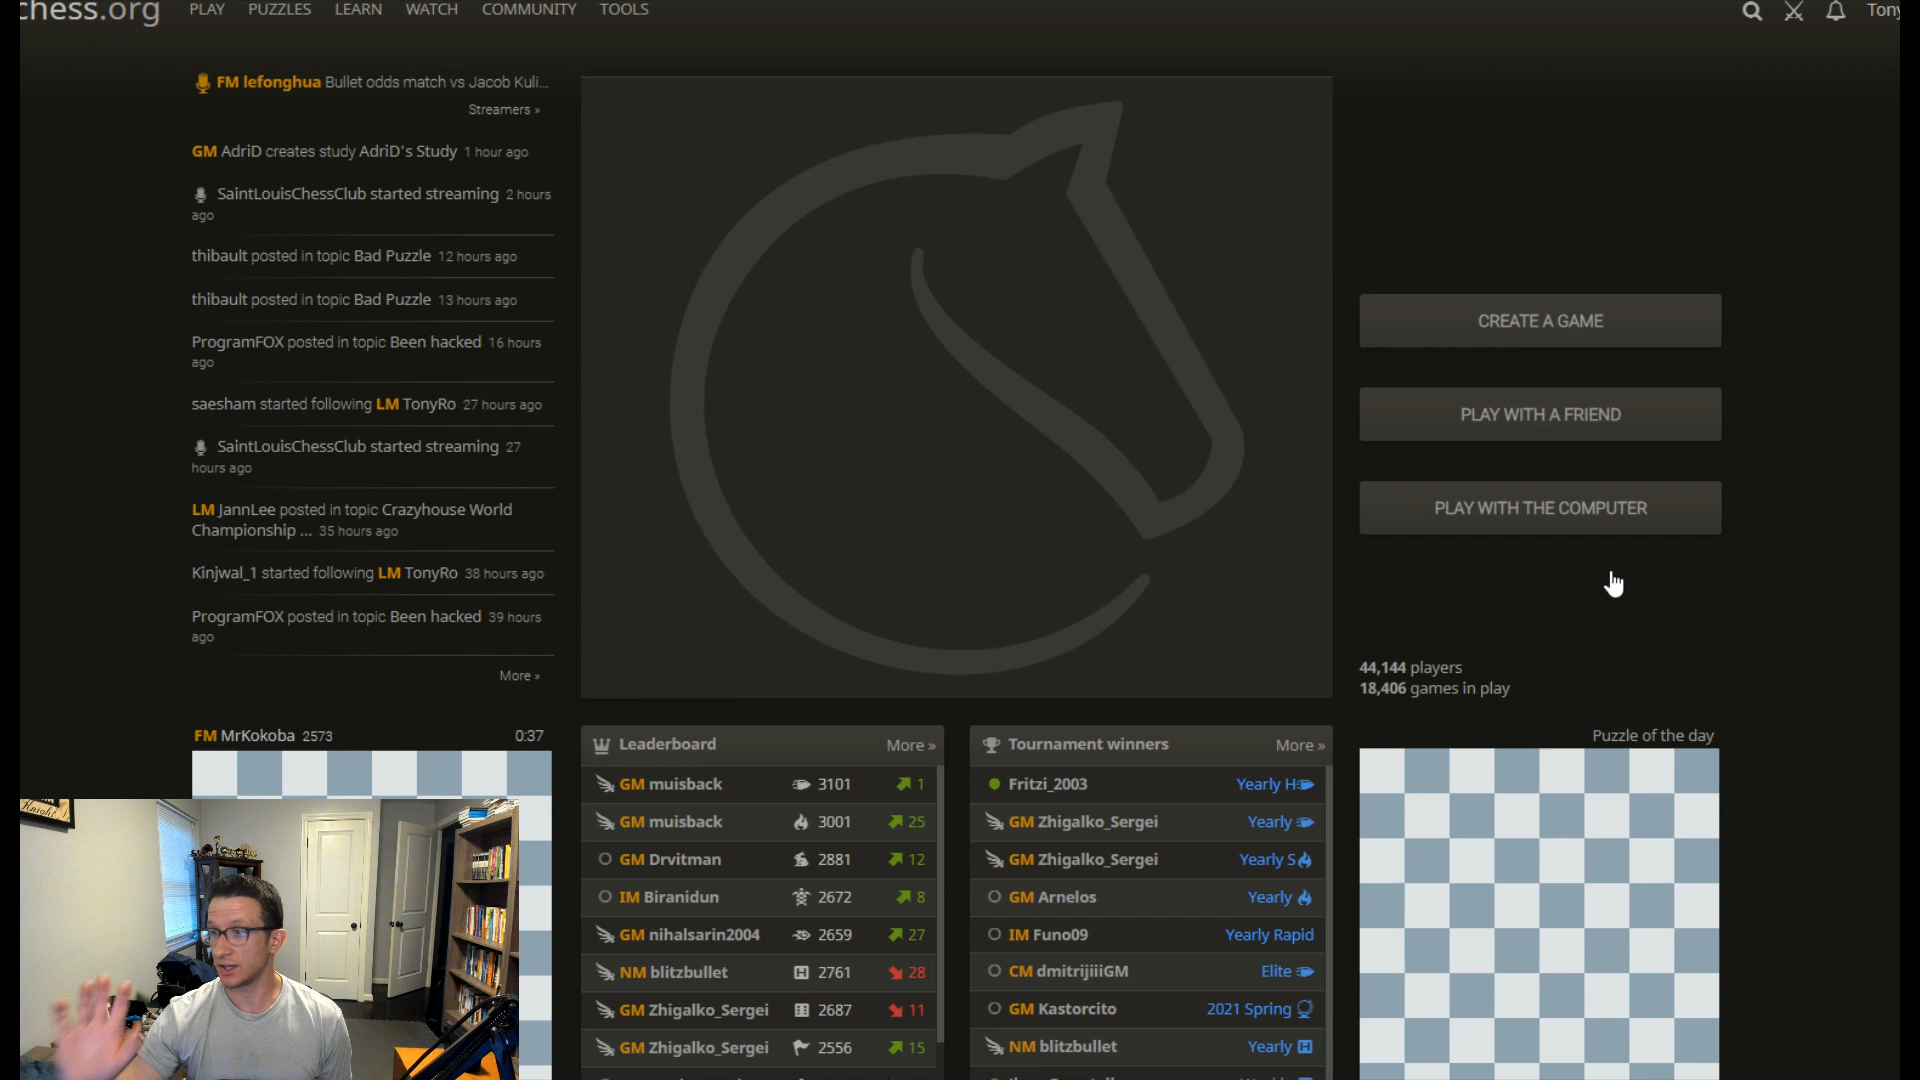 chess.org
PLAY PUZZLES LEARN WATCH COMMUNITY TOOLS
Tony
FM lefonghua Bullet odds match vs Jacob Kuli...
Streamers »
GM AdriD creates study AdriD's Study 1 hour ago
SaintLouisChessClub started streaming 2 hours
ago
thibault posted in topic Bad Puzzle 12 hours ago
thibault posted in topic Bad Puzzle 13 hours ago
ProgramFOX posted in topic Been hacked 16 hours
ago
saesham started following LM TonyRo 27 hours ago
SaintLouisChessClub started streaming 27
hours ago
LM JannLee posted in topic Crazyhouse World
Championship ... 35 hours ago
Kinjwal_1 started following LM TonyRo 38 hours ago
ProgramFOX posted in topic Been hacked 39 hours
ago
More »
CREATE A GAME
PLAY WITH A FRIEND
PLAY WITH THE COMPUTER
44,144 players
18,406 games in play
FM MrKokoba 2573 0:37
Leaderboard More »
GM muisback 3101 1
GM muisback 3001 25
GM Drvitman 2881 12
IM Biranidun 2672 8
GM nihalsarin2004 2659 27
NM blitzbullet 2761 28
GM Zhigalko_Sergei 2687 11
GM Zhigalko_Sergei 2556 15
Tournament winners More »
Fritzi_2003 Yearly H
GM Zhigalko_Sergei Yearly
GM Zhigalko_Sergei Yearly S
GM Arnelos Yearly
IM Funo09 Yearly Rapid
CM dmitrijiiiGM Elite
GM Kastorcito 2021 Spring
NM blitzbullet Yearly
Puzzle of the day
Knight